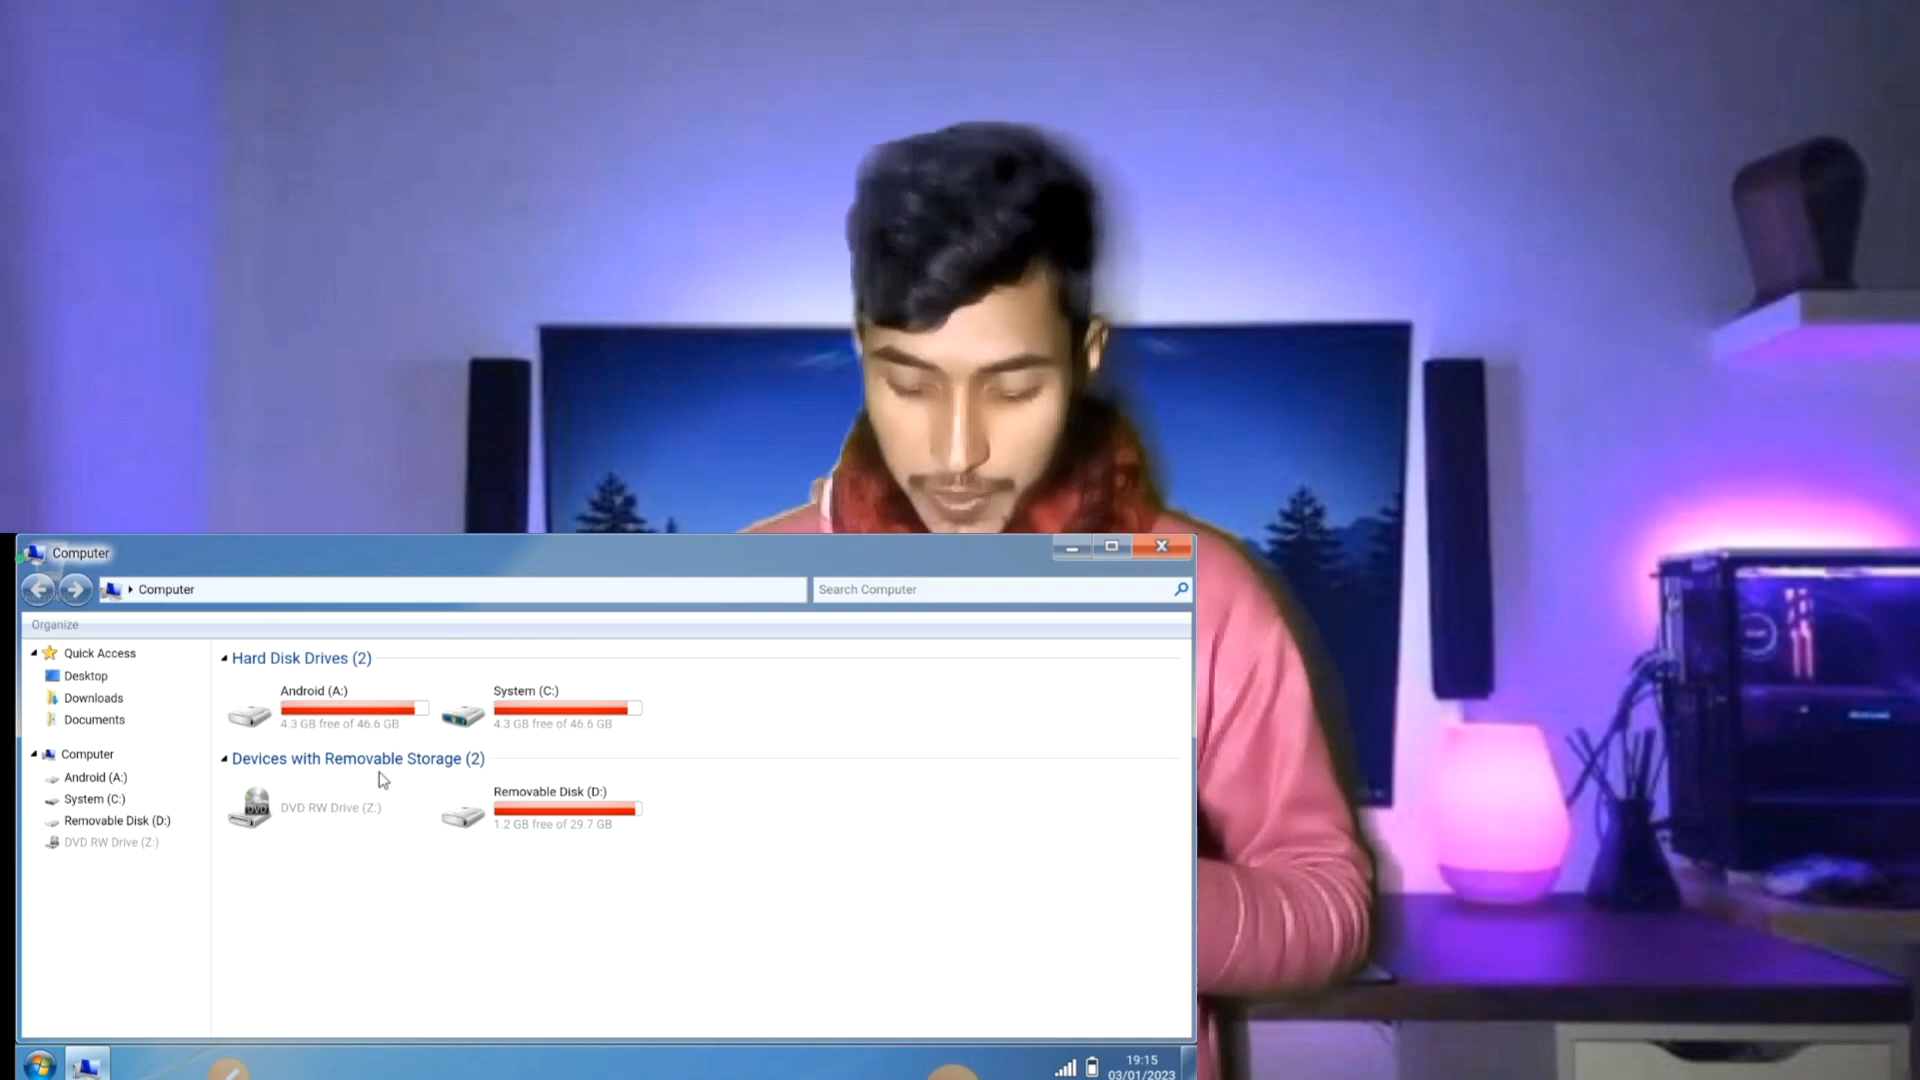 Computer
Computer
Search Computer
Organize
Quick Access
Desktop
Downloads
Documents
Computer
Android (A:)
System (C:)
Removable Disk (D:)
DVD RW Drive (Z:)
Hard Disk Drives (2)
Android (A:)
4.3 GB free of 46.6 GB
System (C:)
4.3 GB free of 46.6 GB
Devices with Removable Storage (2)
DVD
DVD RW Drive (Z:)
Removable Disk (D:)
1.2 GB free of 29.7 GB
19:15
03/01/2023